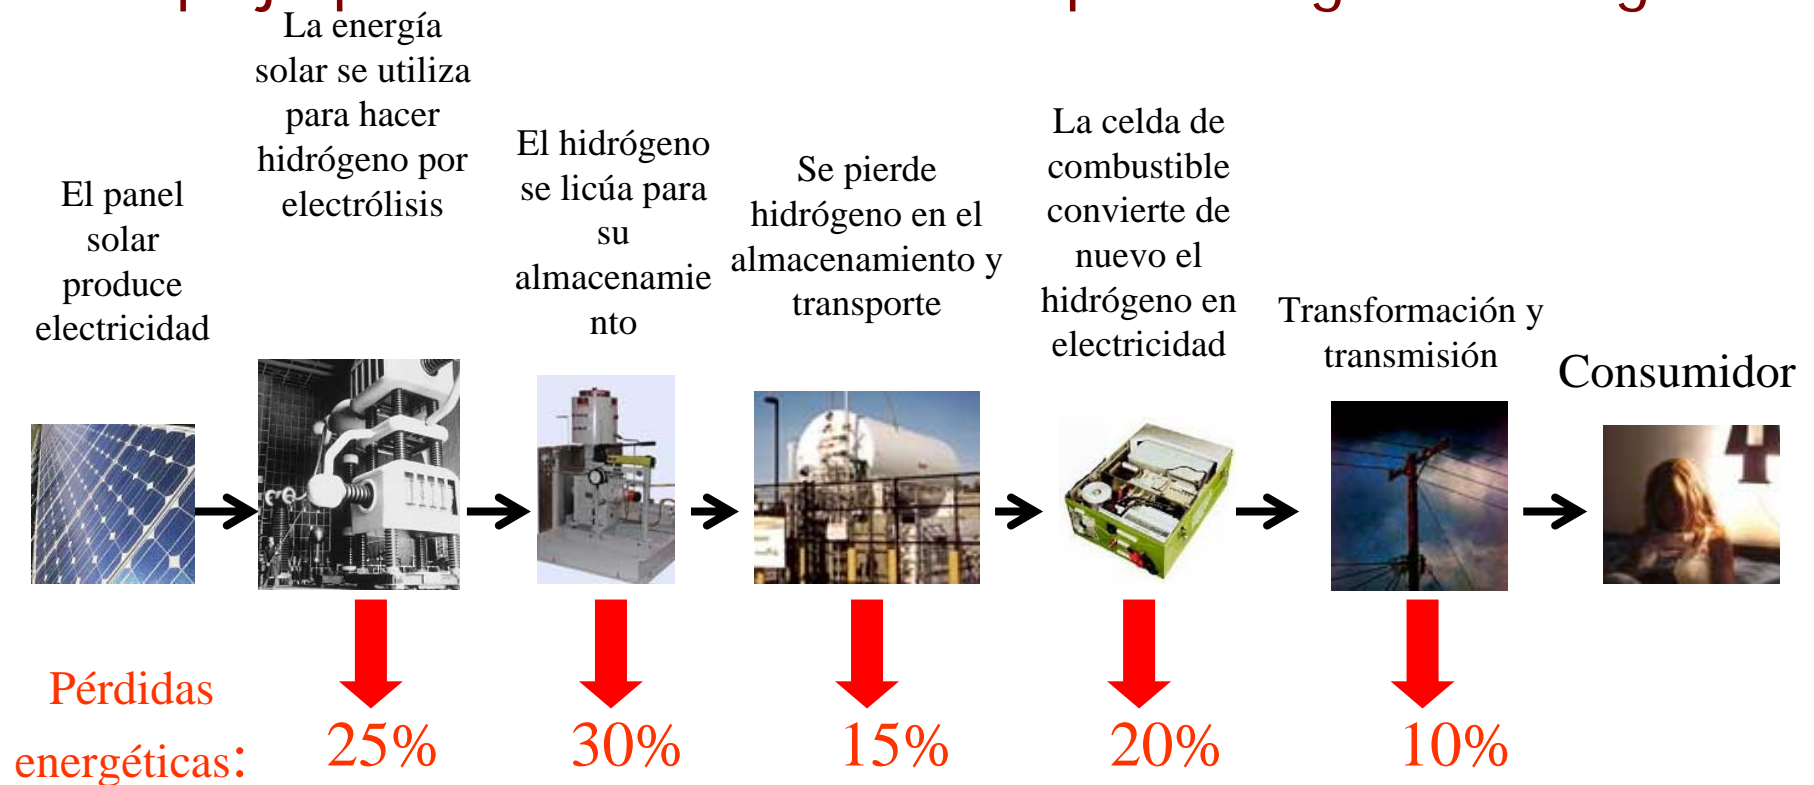 La energía
solar se utiliza
para hacer
hidrógeno por
electrólisis
El panel
solar
produce
electricidad
El hidrógeno
se licúa para
su
almacenamie
nto
Se pierde
hidrógeno en el
almacenamiento y
transporte
La celda de
combustible
convierte de
nuevo el
hidrógeno en
electricidad
Transformación y
transmisión
Consumidor
Pérdidas
energéticas:
25%
30%
15%
20%
10%